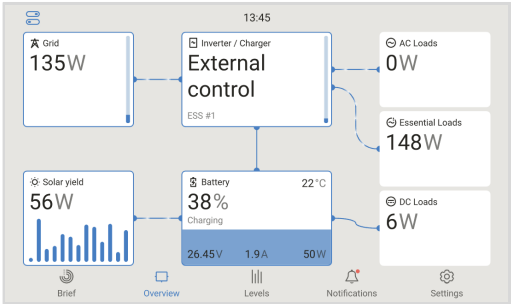 13:45
Grid
135W
Inverter / Charger
External
control
ESS #1
AC Loads
0W
Essential Loads
148W
Solar yield
56W
Battery
22°C
38%
Charging
26.45V 1.9A 50W
DC Loads
6W
Brief Overview Levels Notifications Settings